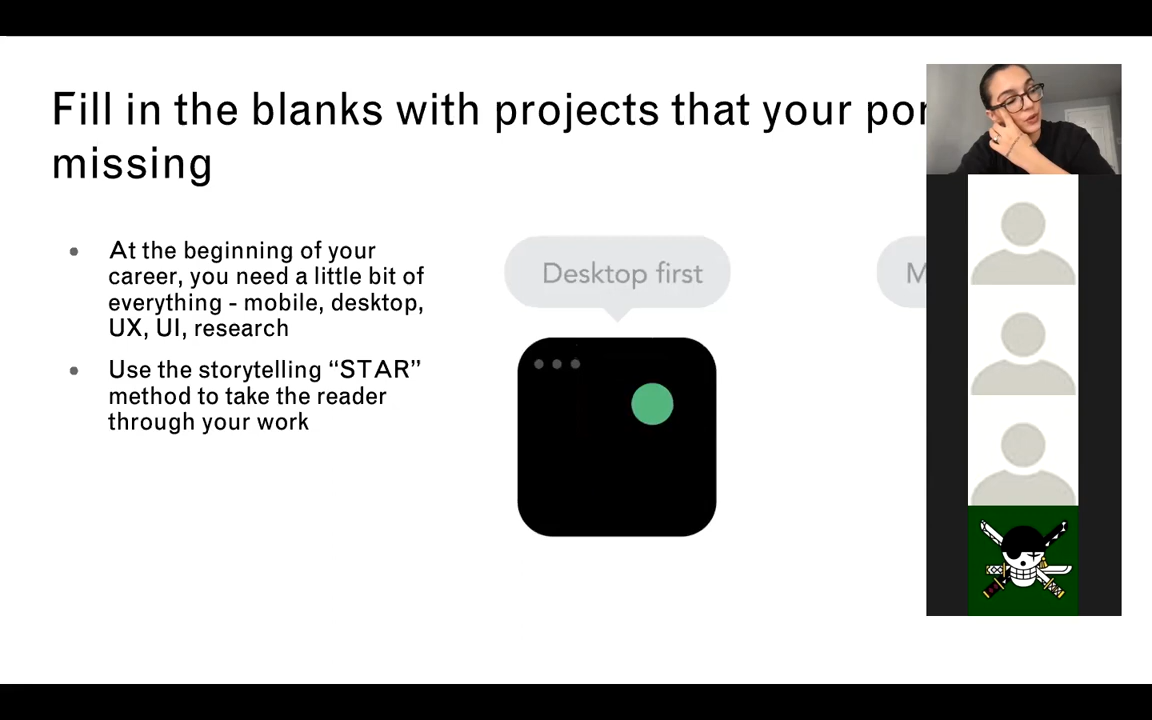 Fill in the blanks with projects that your por
missing
At the beginning of your
career, you need a little bit of
everything - mobile, desktop,
UX, UI, research
Use the storytelling “STAR”
method to take the reader
through your work
Desktop first
M